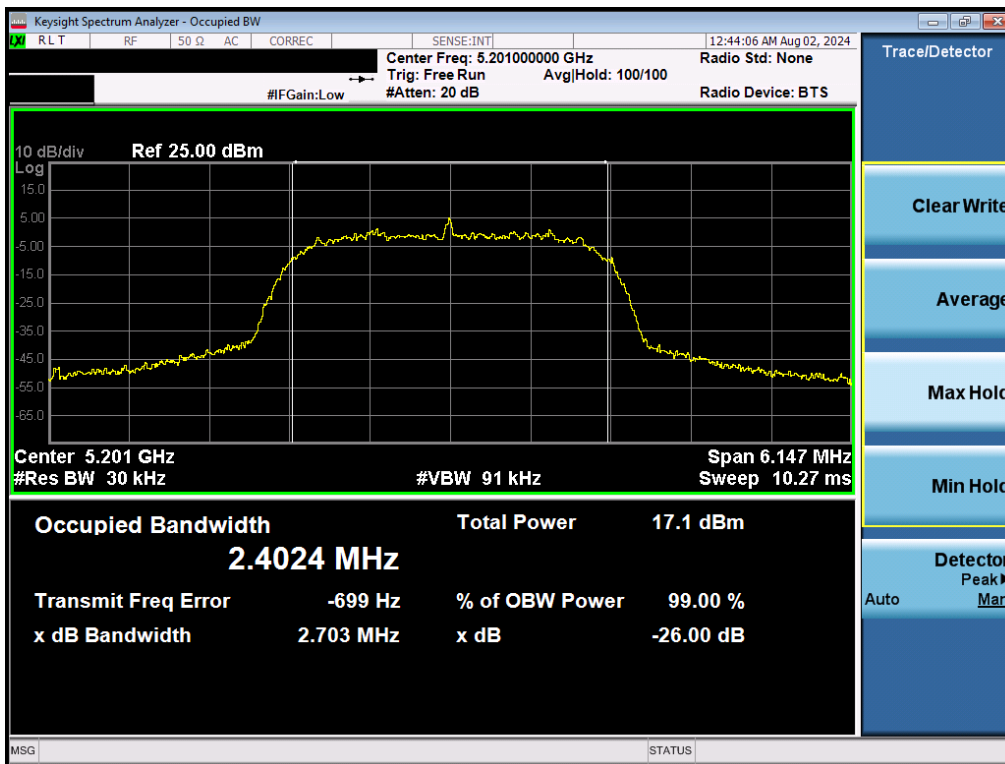 Keysight Spectrum Analyzer - Occupied BW
LXI RLT RF 50 Ω AC CORREC SENSE:INT 12:44:06 AM Aug 02, 2024
Center Freq: 5.201000000 GHz Radio Std: None
Trig: Free Run Avg|Hold: 100/100
#IFGain:Low #Atten: 20 dB Radio Device: BTS
Trace/Detector
10 dB/div Ref 25.00 dBm
Log
15.0
5.00
-5.00
-15.0
-25.0
-35.0
-45.0
-55.0
-65.0
Center 5.201 GHz Span 6.147 MHz
#Res BW 30 kHz #VBW 91 kHz Sweep 10.27 ms
Occupied Bandwidth Total Power 17.1 dBm
2.4024 MHz
Transmit Freq Error -699 Hz % of OBW Power 99.00 %
x dB Bandwidth 2.703 MHz x dB -26.00 dB
Clear Write
Average
Max Hold
Min Hold
Detector
Peak
Auto Man
MSG STATUS